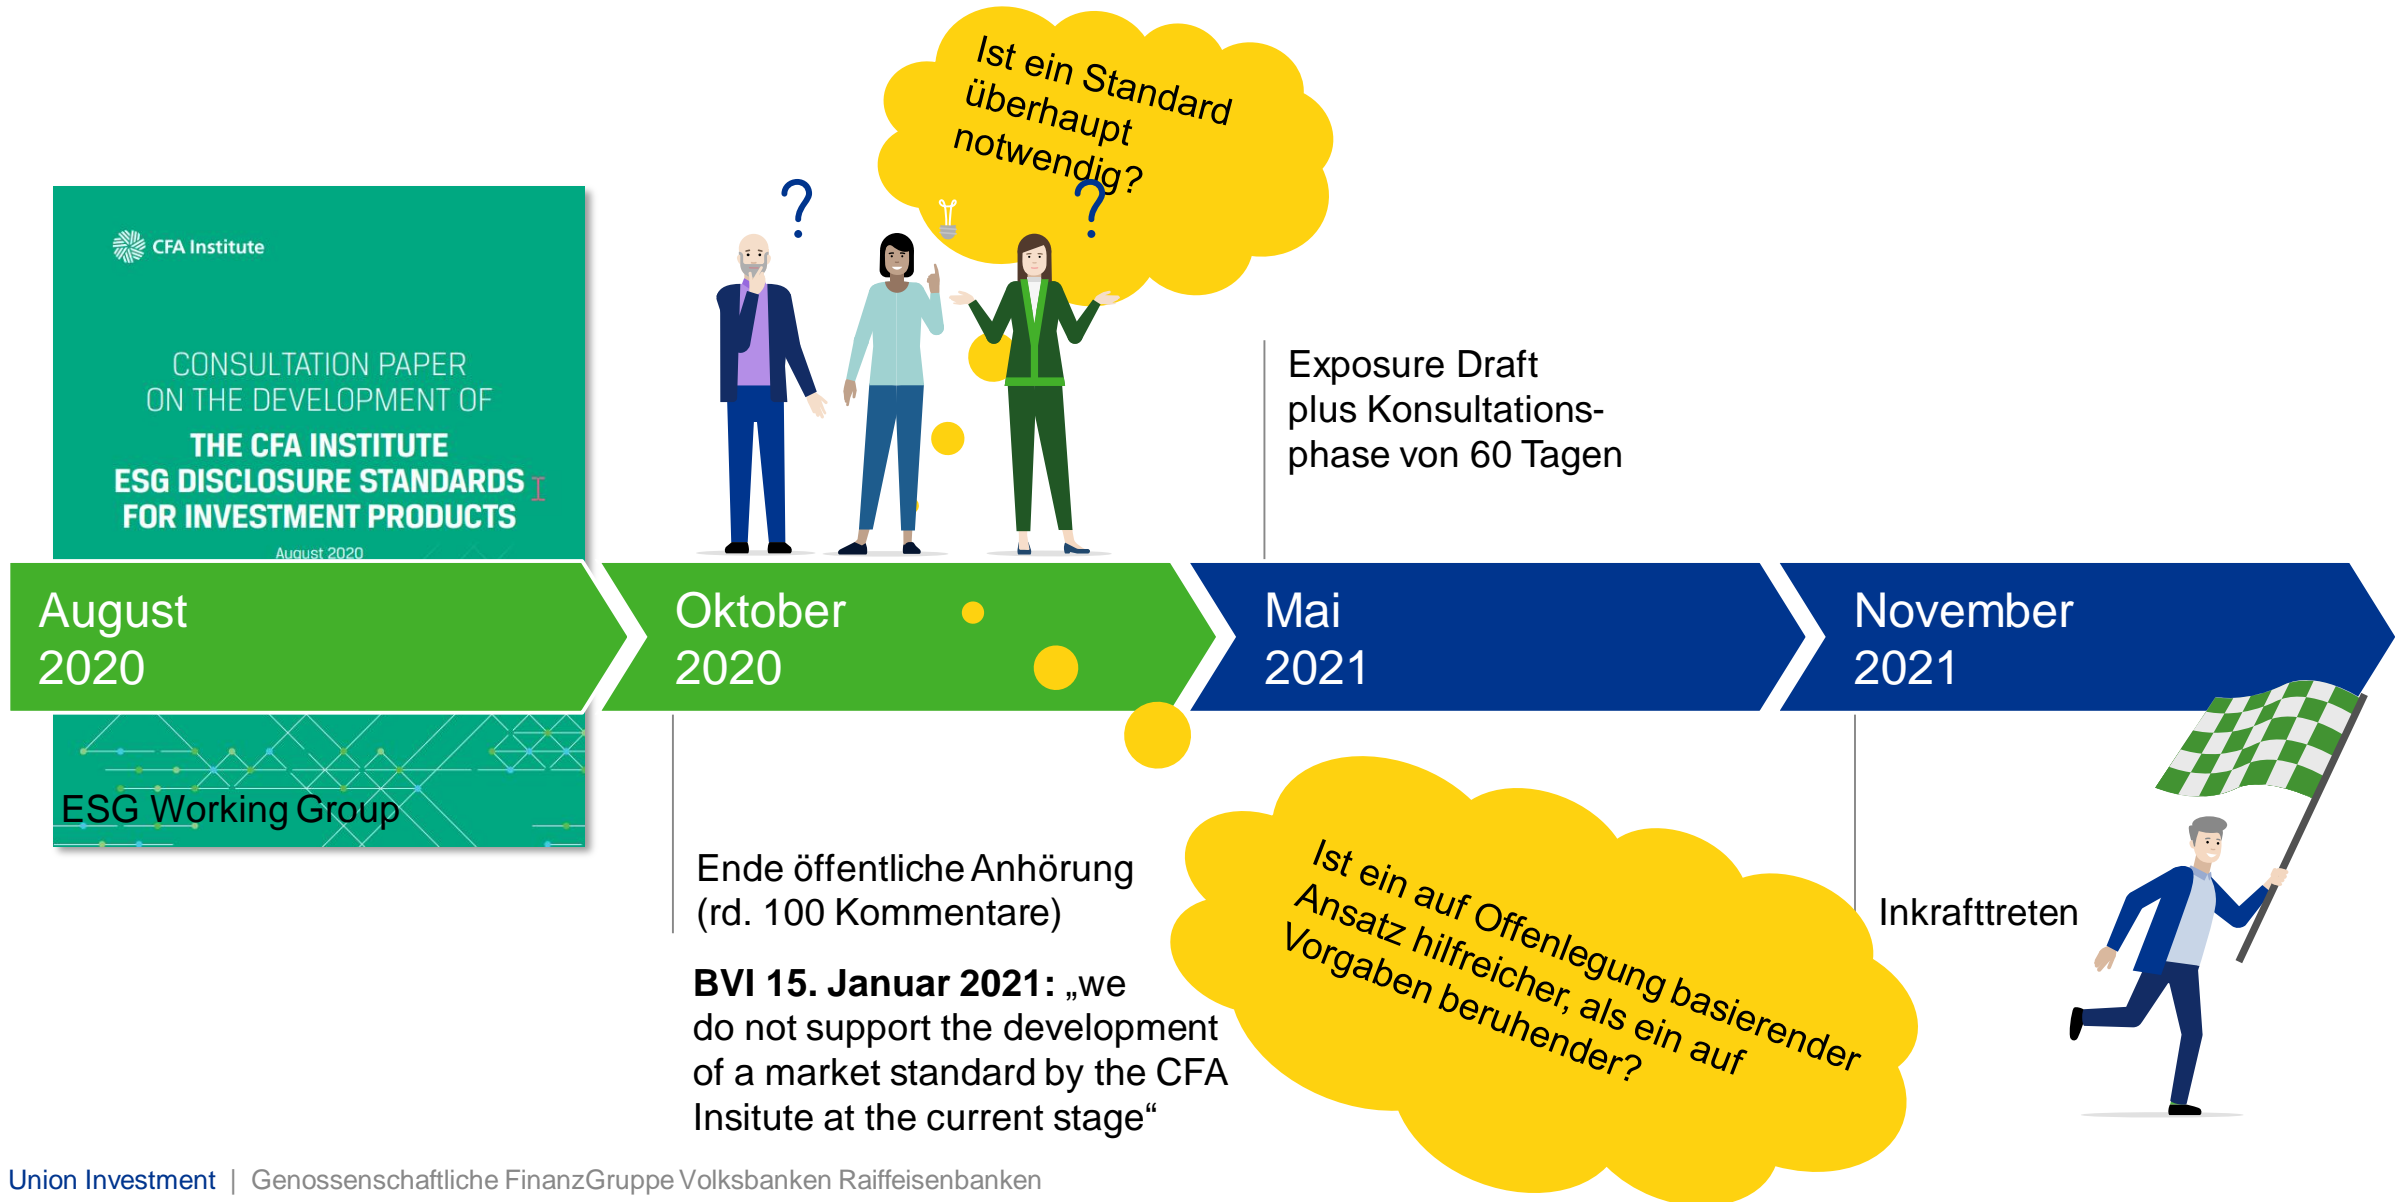 Ist ein Standard
überhaupt
notwendig?
?
?
CFA Institute
CONSULTATION PAPER
ON THE DEVELOPMENT OF
THE CFA INSTITUTE
ESG DISCLOSURE STANDARDS
FOR INVESTMENT PRODUCTS
August 2020
Exposure Draft
plus Konsultations-
phase von 60 Tagen
August
2020
Oktober
2020
Mai
2021
November
2021
ESG Working Group
Ende öffentliche Anhörung
(rd. 100 Kommentare)
BVI 15. Januar 2021: „we
do not support the development
of a market standard by the CFA
Insitute at the current stage“
Ist ein auf Offenlegung basierender
Ansatz hilfreicher, als ein auf
Vorgaben beruhender?
Inkrafttreten
Union Investment | Genossenschaftliche FinanzGruppe Volksbanken Raiffeisenbanken